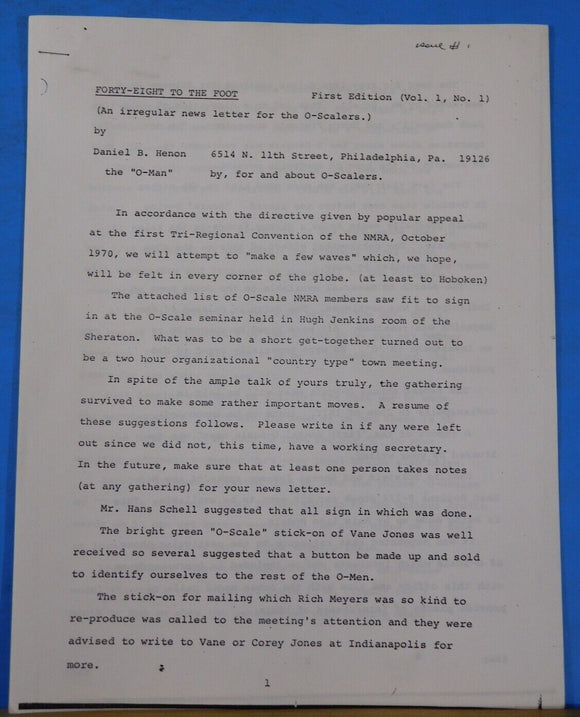 issue # 1
FORTY-EIGHT TO THE FOOT First Edition (Vol. 1, No. 1)
(An irregular news letter for the O-Scalers.)
by
Daniel B. Henon 6514 N. 11th Street, Philadelphia, Pa. 19126
the "O-Man" by, for and about O-Scalers.
In accordance with the directive given by popular appeal
at the first Tri-Regional Convention of the NMRA, October
1970, we will attempt to "make a few waves" which, we hope,
will be felt in every corner of the globe. (at least to Hoboken)
The attached list of O-Scale NMRA members saw fit to sign
in at the O-Scale seminar held in Hugh Jenkins room of the
Sheraton. What was to be a short get-together turned out to
be a two hour organizational "country type" town meeting.
In spite of the ample talk of yours truly, the gathering
survived to make some rather important moves. A resume of
these suggestions follows. Please write in if any were left
out since we did not, this time, have a working secretary.
In the future, make sure that at least one person takes notes
(at any gathering) for your news letter.
Mr. Hans Schell suggested that all sign in which was done.
The bright green "O-Scale" stick-on of Vane Jones was well
received so several suggested that a button be made up and sold
to identify ourselves to the rest of the O-Men.
The stick-on for mailing which Rich Meyers was so kind to
re-produce was called to the meeting's attention and they were
advised to write to Vane or Corey Jones at Indianapolis for
more.
1